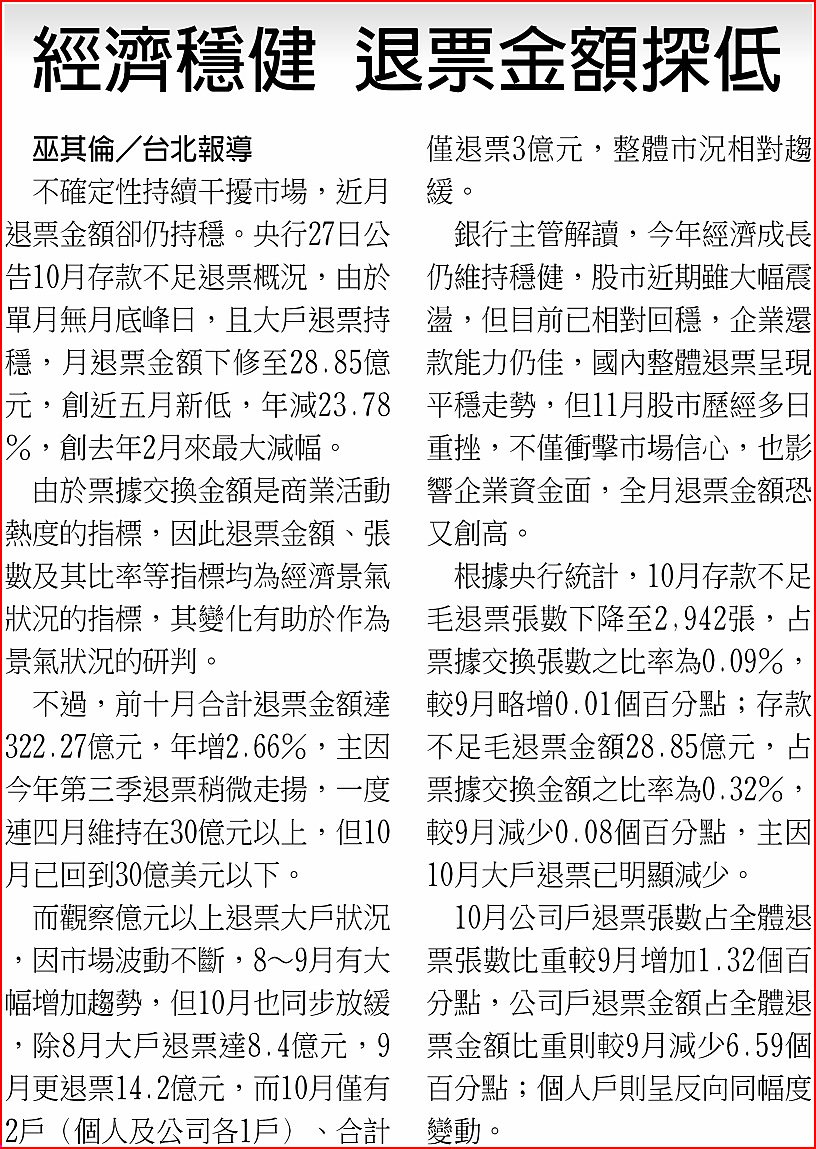 經濟穩健 退票金額探低
巫其倫／台北報導
不確定性持續干擾市場，近月
退票金額卻仍持穩。央行27日公
告10月存款不足退票概況，由於
單月無月底峰日，且大戶退票持
穩，月退票金額下修至28.85億
元，創近五月新低，年減23.78
％，創去年2月來最大減幅。
由於票據交換金額是商業活動
熱度的指標，因此退票金額、張
數及其比率等指標均為經濟景氣
狀況的指標，其變化有助於作為
景氣狀況的研判。
不過，前十月合計退票金額達
322.27億元，年增2.66％，主因
今年第三季退票稍微走揚，一度
連四月維持在30億元以上，但10
月已回到30億美元以下。
而觀察億元以上退票大戶狀況
，因市場波動不斷，8～9月有大
幅增加趨勢，但10月也同步放緩
，除8月大戶退票達8.4億元，9
月更退票14.2億元，而10月僅有
2戶（個人及公司各1戶）、合計
僅退票3億元，整體市況相對趨
緩。
銀行主管解讀，今年經濟成長
仍維持穩健，股市近期雖大幅震
盪，但目前已相對回穩，企業還
款能力仍佳，國內整體退票呈現
平穩走勢，但11月股市歷經多日
重挫，不僅衝擊市場信心，也影
響企業資金面，全月退票金額恐
又創高。
根據央行統計，10月存款不足
毛退票張數下降至2,942張，占
票據交換張數之比率為0.09％，
較9月略增0.01個百分點；存款
不足毛退票金額28.85億元，占
票據交換金額之比率為0.32％，
較9月減少0.08個百分點，主因
10月大戶退票已明顯減少。
10月公司戶退票張數占全體退
票張數比重較9月增加1.32個百
分點，公司戶退票金額占全體退
票金額比重則較9月減少6.59個
百分點；個人戶則呈反向同幅度
變動。